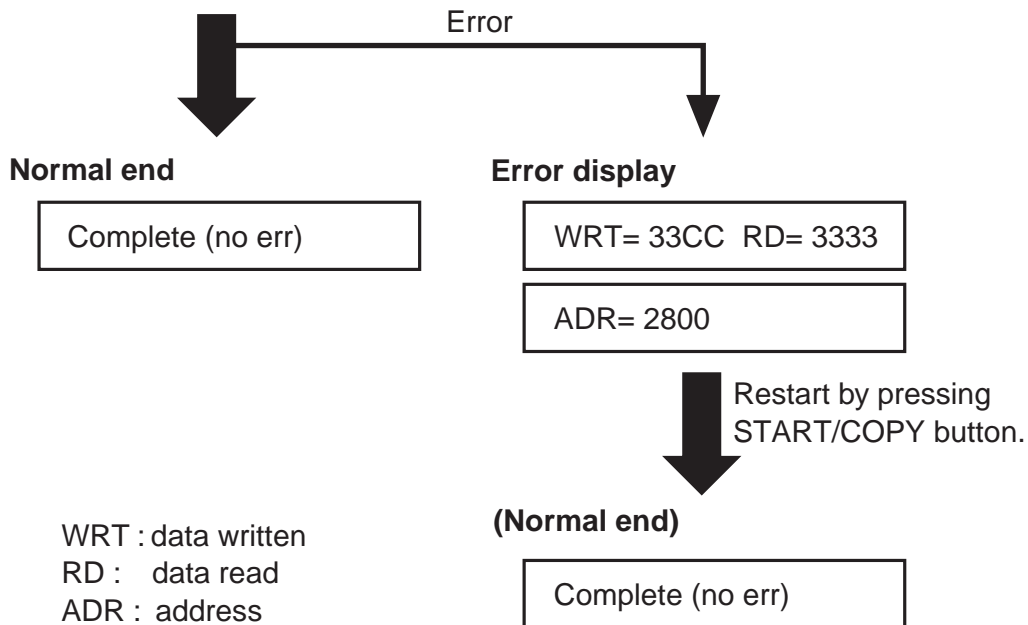 Error
Normal end
Complete (no err)
Error display
WRT= 33CC RD= 3333
ADR= 2800
Restart by pressing
START/COPY button.
(Normal end)
Complete (no err)
WRT : data written
RD : data read
ADR : address